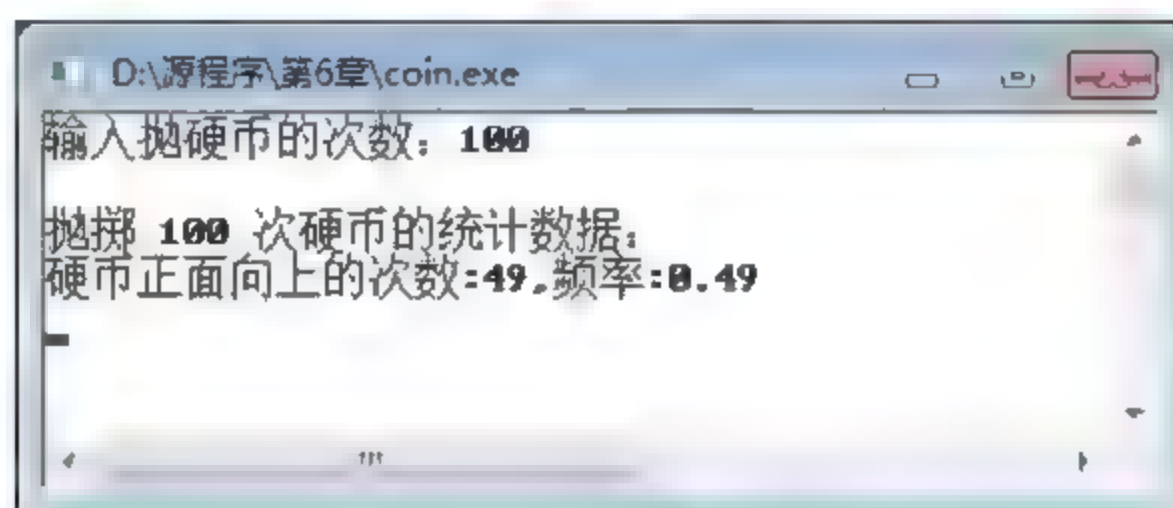 D:\源程序\第6章\coin.exe
输入抛硬币的次数：100
抛掷 100 次硬币的统计数据：
硬币正面向上的次数:49,频率:0.49